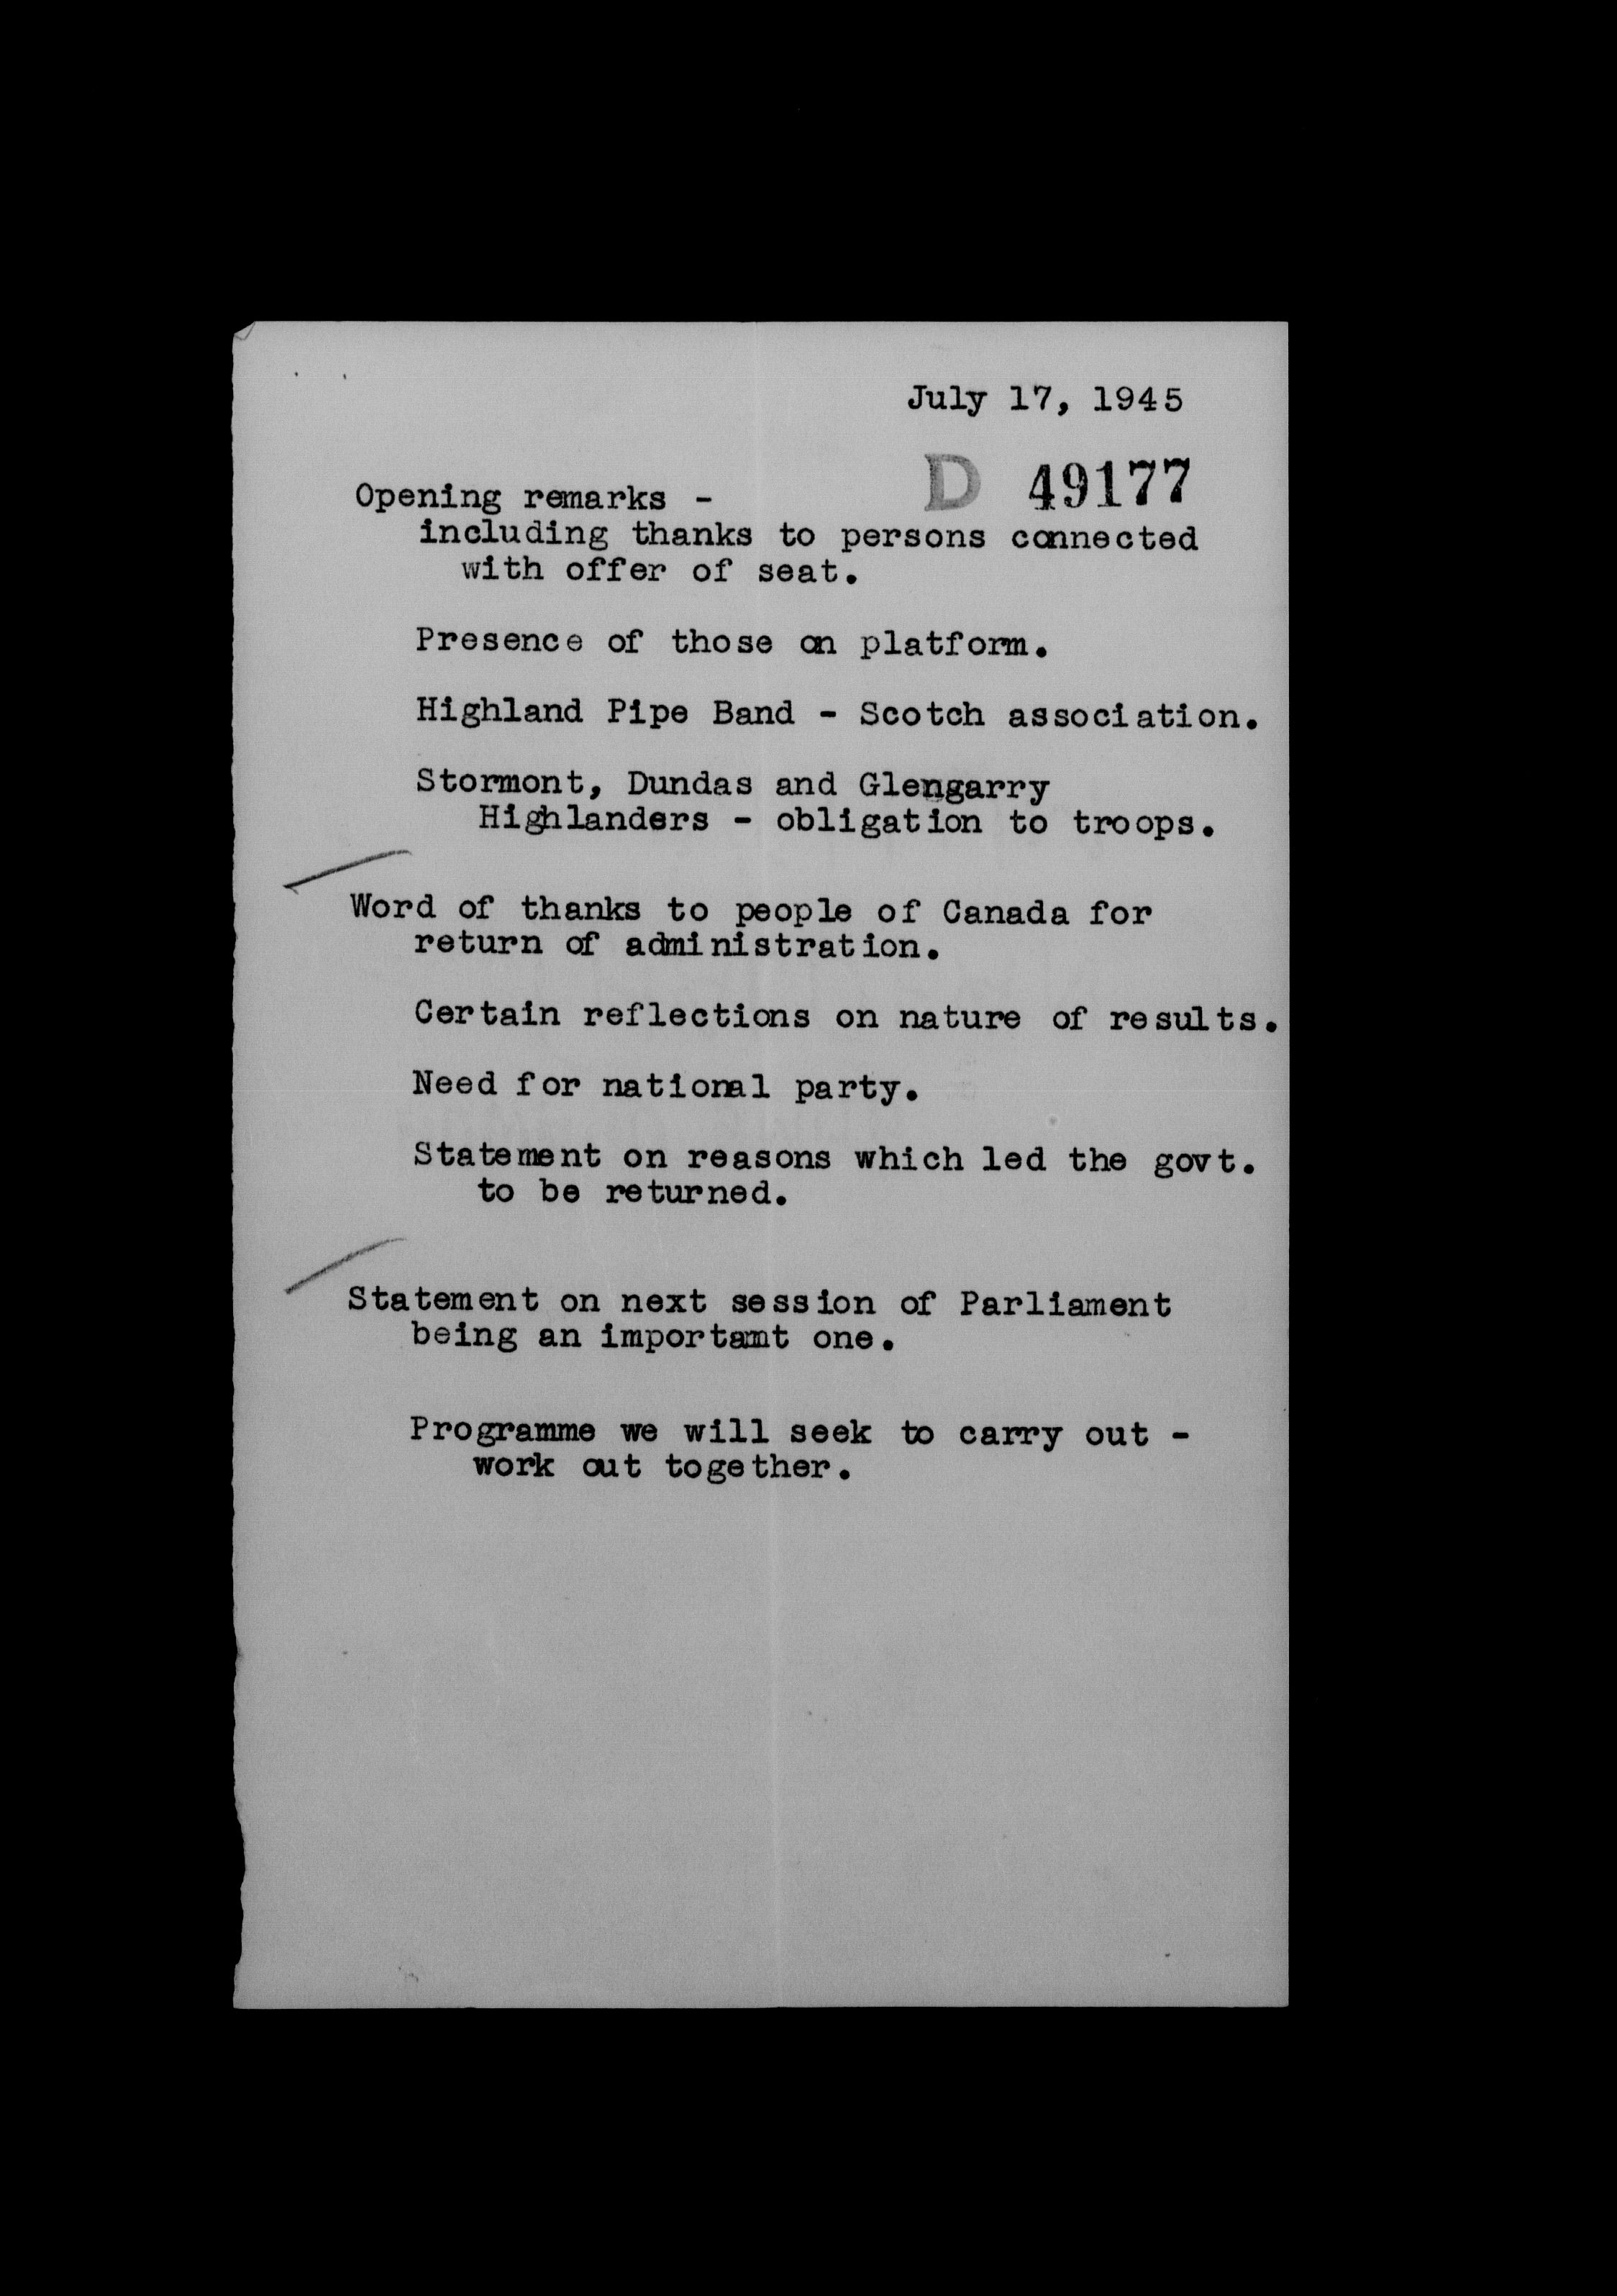 July 17, 1945
D 49177
Opening remarks -
including thanks to persons connected
with offer of seat.
Presence of those on platform.
Highland Pipe Band - Scotch association.
Stormont, Dundas and Glengarry
Highlanders - obligation to troops.
Word of thanks to people of Canada for
return of administration.
Certain reflections on nature of results.
Need for national party.
Statement on reasons which led the govt.
to be returned.
Statement on next session of Parliament
being an importamt one.
Programme we will seek to carry out -
work out together.